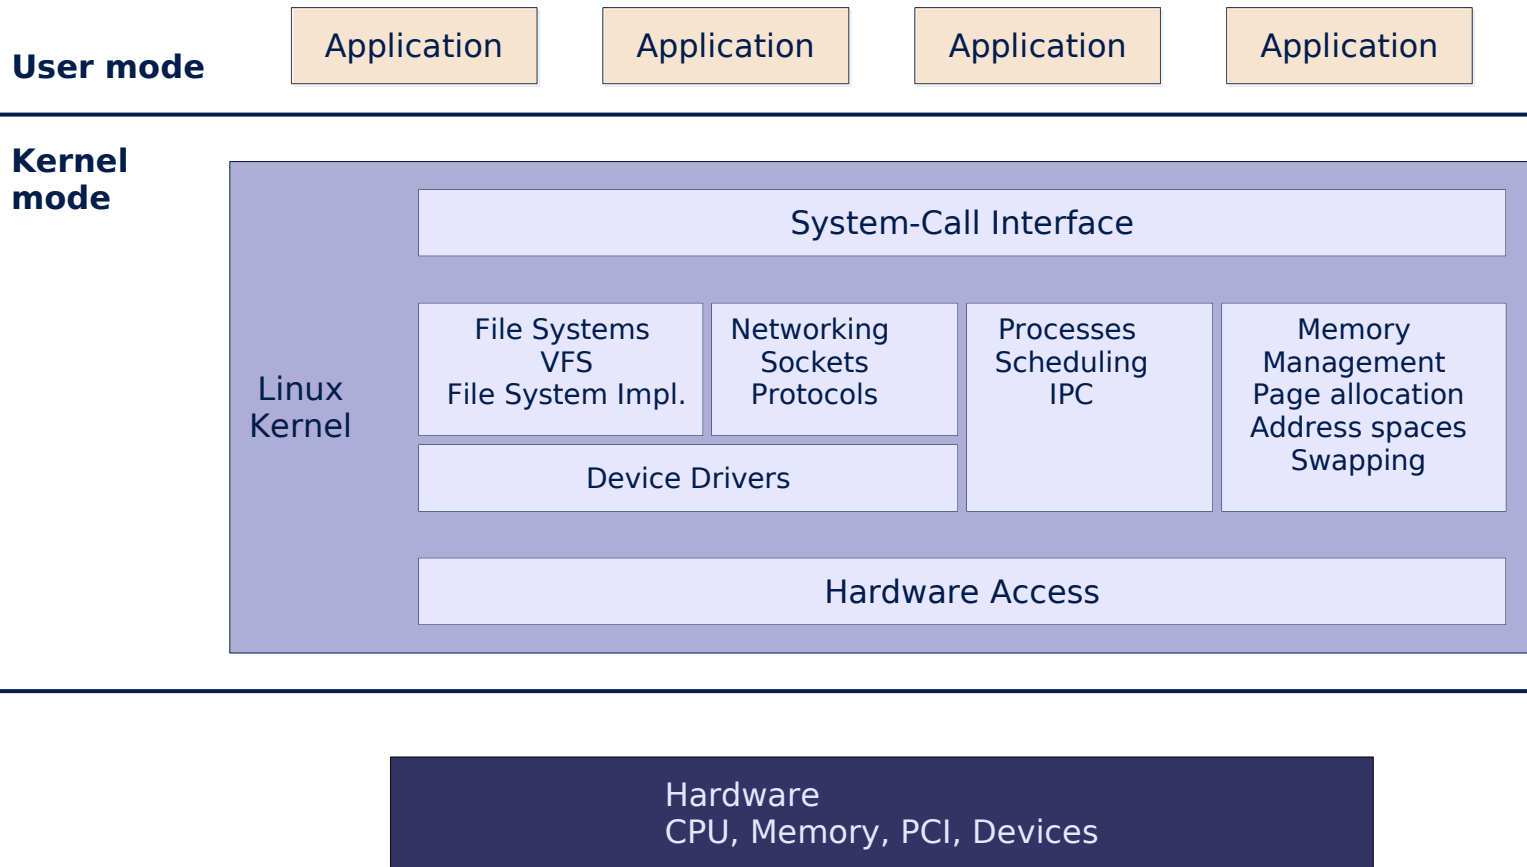 Application
Application
Application
Application
User mode
Kernel
mode
System-Call Interface
File Systems
VFS
File System Impl.
Networking
Sockets
Protocols
Processes
Scheduling
IPC
Memory
Management
Page allocation
Address spaces
Swapping
Linux
Kernel
Device Drivers
Hardware Access
Hardware
CPU, Memory, PCI, Devices